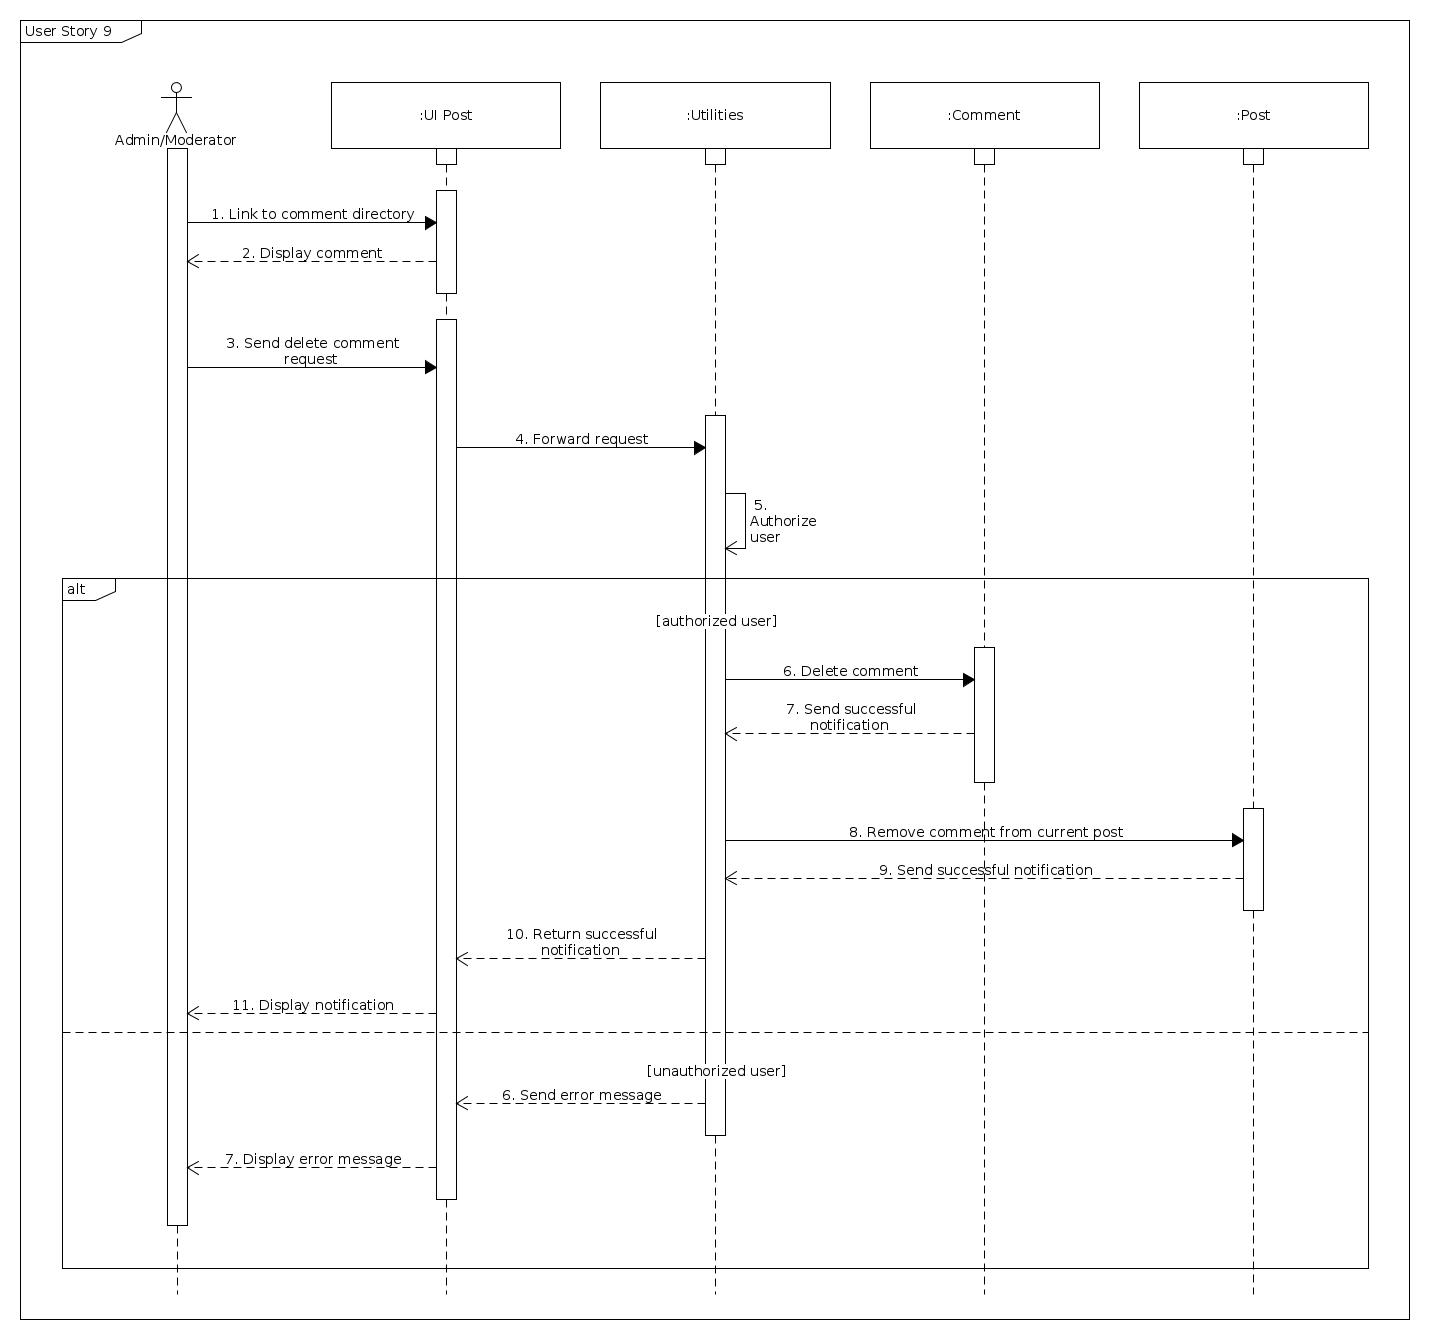 User Story 9
Admin/Moderator
:UI Post
:Utilities
:Comment
:Post
1. Link to comment directory
2. Display comment
3. Send delete comment
request
4. Forward request
5.
Authorize
user
alt
[authorized user]
6. Delete comment
7. Send successful
notification
8. Remove comment from current post
9. Send successful notification
10. Return successful
notification
11. Display notification
[unauthorized user]
6. Send error message
7. Display error message